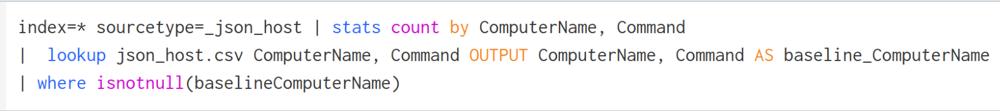 index=* sourcetype=_json_host | stats count by ComputerName, Command
|  lookup json_host.csv ComputerName, Command OUTPUT ComputerName, Command AS baseline_ComputerName
| where isnotnull(baselineComputerName)